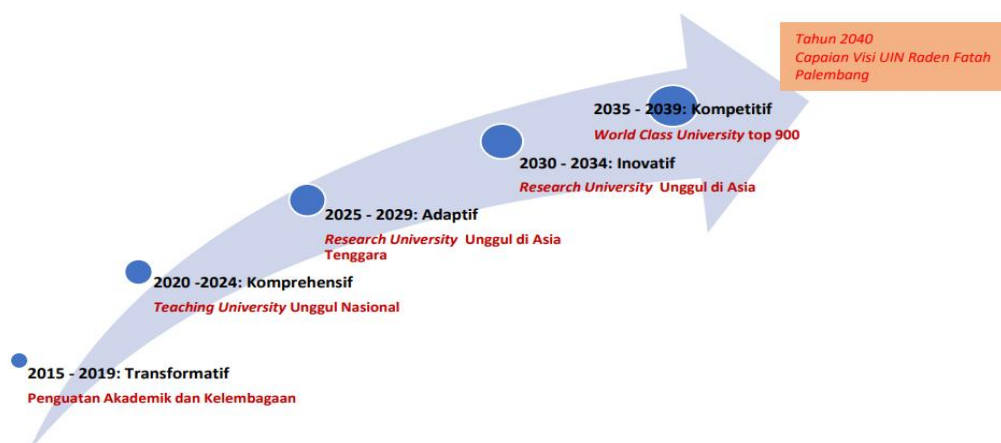 Tahun 2040
Capaian Visi UIN Raden Fatah
Palembang
2035 - 2039: Kompetitif
World Class University top 900
2030 - 2034: Inovatif
Research University Unggul di Asia
2025 - 2029: Adaptif
Research University Unggul di Asia
Tenggara
2020 -2024: Komprehensif
Teaching University Unggul Nasional
2015 - 2019: Transformatif
Penguatan Akademik dan Kelembagaan